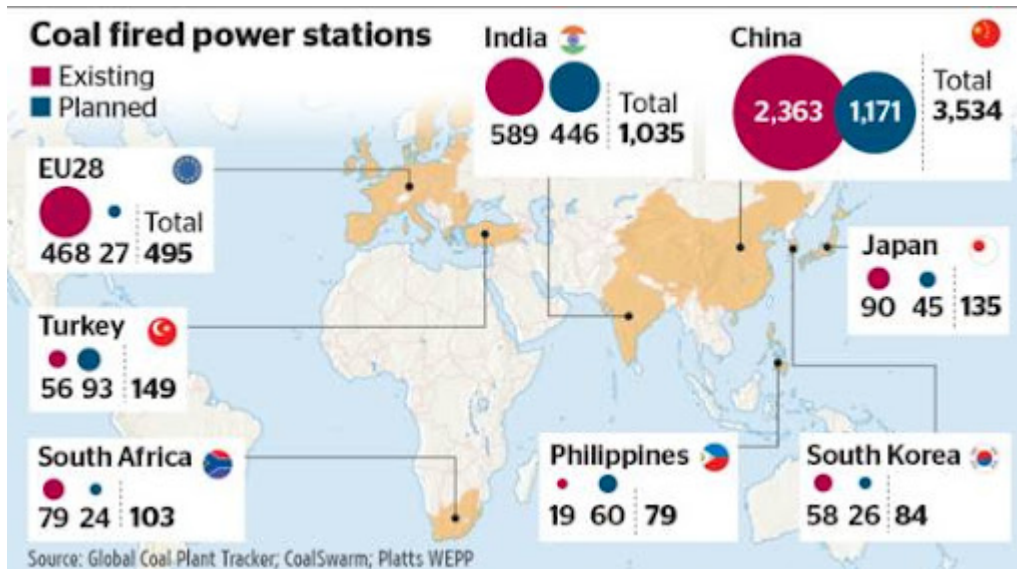 Coal fired power stations
Existing
Planned
India
589 446 Total 1,035
China
2,363 1,171 Total 3,534
EU28
468 27 Total 495
Japan
90 45 135
Turkey
56 93 149
South Africa
79 24 103
Philippines
19 60 79
South Korea
58 26 84
Source: Global Coal Plant Tracker; CoalSwarm; Platts WEPP